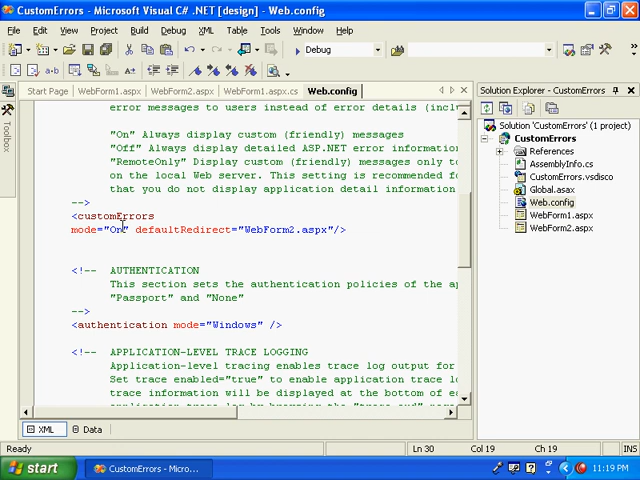 CustomErrors - Microsoft Visual C# .NET [design] - Web.config
File Edit View Project Build Debug XML Table Tools Window Help
Debug
Start Page WebForm1.aspx WebForm2.aspx WebForm1.aspx.cs Web.config
Toolbox
error messages to users instead of error details (incl
"On" Always display custom (friendly) messages
"Off" Always display detailed ASP.NET error information
"RemoteOnly" Display custom (friendly) messages only to
on the local Web server. This setting is recommended fo
that you do not display application detail information
-->
<customErrors
mode="On" defaultRedirect="WebForm2.aspx"/>
<!-- AUTHENTICATION
This section sets the authentication policies of the ap
"Passport" and "None"
-->
<authentication mode="Windows" />
<!-- APPLICATION-LEVEL TRACE LOGGING
Application-level tracing enables trace log output for
Set trace enabled="true" to enable application trace lo
trace information will be displayed at the bottom of e
XML Data
Solution Explorer - CustomErrors
Solution 'CustomErrors' (1 project)
CustomErrors
References
AssemblyInfo.cs
CustomErrors.vsdisco
Global.asax
Web.config
WebForm1.aspx
WebForm2.aspx
Ready Ln 30 Col 19 Ch 19 INS
start CustomErrors - Micro... 11:19 PM